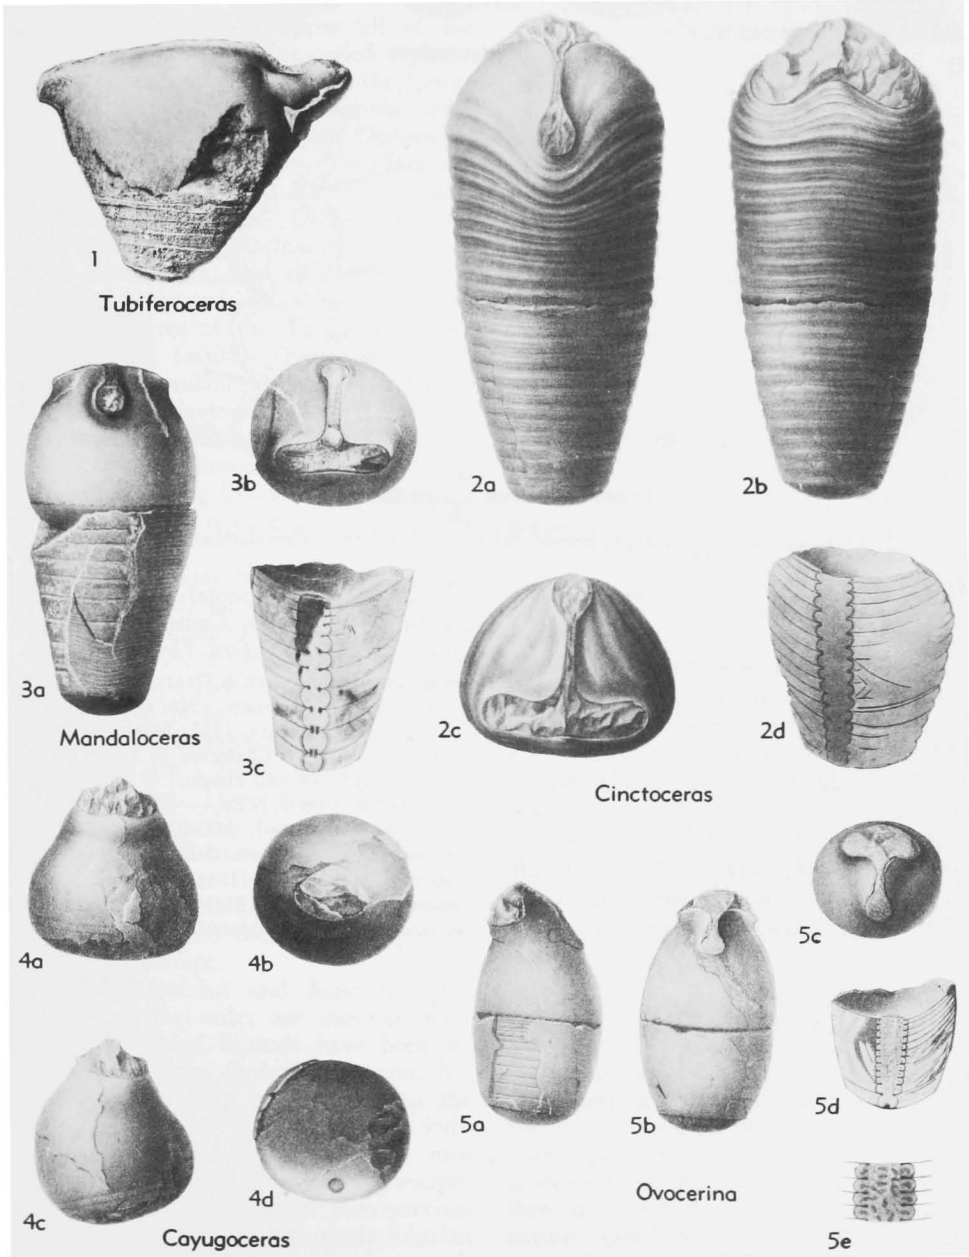 1
Tubiferoceras
2a
2b
3a
3b
Mandaloceras
3c
2c
2d
Cinctoceras
4a
4b
5a
5b
5c
5d
4c
4d
Cayugoceras
Ovocerina
5e